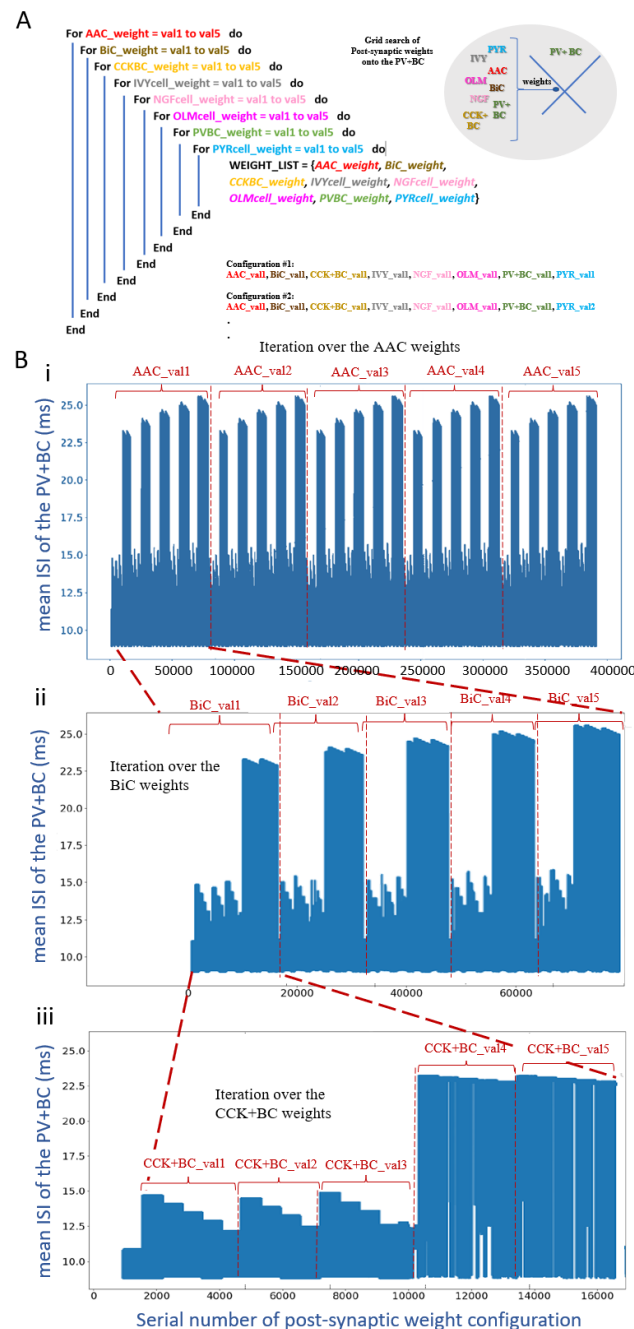 A
For AAC_weight = val1 to val5 do
For BiC_weight = val1 to val5 do
For CCKBC_weight = val1 to val5 do
For IVYcell_weight = val1 to val5 do
For NGFcell_weight = val1 to val5 do
For OLMcell_weight = val1 to val5 do
For PVBC_weight = val1 to val5 do
For PYRcell_weight = val1 to val5 do
WEIGHT_LIST = {AAC_weight, BiC_weight,
CCKBC_weight, IVYcell_weight, NGFcell_weight,
OLMcell_weight, PVBC_weight, PYRcell_weight}
End
End
End
End
End
End
End
End
Grid search of
Post-synaptic weights
onto the PV+BC
PYR
IVY
AAC
OLM
BiC
NGF
PV+
BC
CCK+
BC
weights
PV+ BC
Configuration #1:
AAC_val1, BiC_val1, CCK+BC_val1, IVY_val1, NGF_val1, OLM_val1, PV+BC_val1, PYR_val1
Configuration #2:
AAC_val1, BiC_val1, CCK+BC_val1, IVY_val1, NGF_val1, OLM_val1, PV+BC_val1, PYR_val2
.
.
B
Iteration over the AAC weights
i
AAC_val1 AAC_val2 AAC_val3 AAC_val4 AAC_val5
mean ISI of the PV+BC (ms)
25.0
22.5
20.0
17.5
15.0
12.5
10.0
0 50000 100000 150000 200000 250000 300000 350000 400000
ii
BiC_val1 BiC_val2 BiC_val3 BiC_val4 BiC_val5
Iteration over the
BiC weights
mean ISI of the PV+BC (ms)
25.0
22.5
20.0
17.5
15.0
12.5
10.0
0 20000 40000 60000
iii
CCK+BC_val4 CCK+BC_val5
Iteration over the
CCK+BC weights
CCK+BC_val1 CCK+BC_val2 CCK+BC_val3
mean ISI of the PV+BC (ms)
25.0
22.5
20.0
17.5
15.0
12.5
10.0
0 2000 4000 6000 8000 10000 12000 14000 16000
Serial number of post-synaptic weight configuration